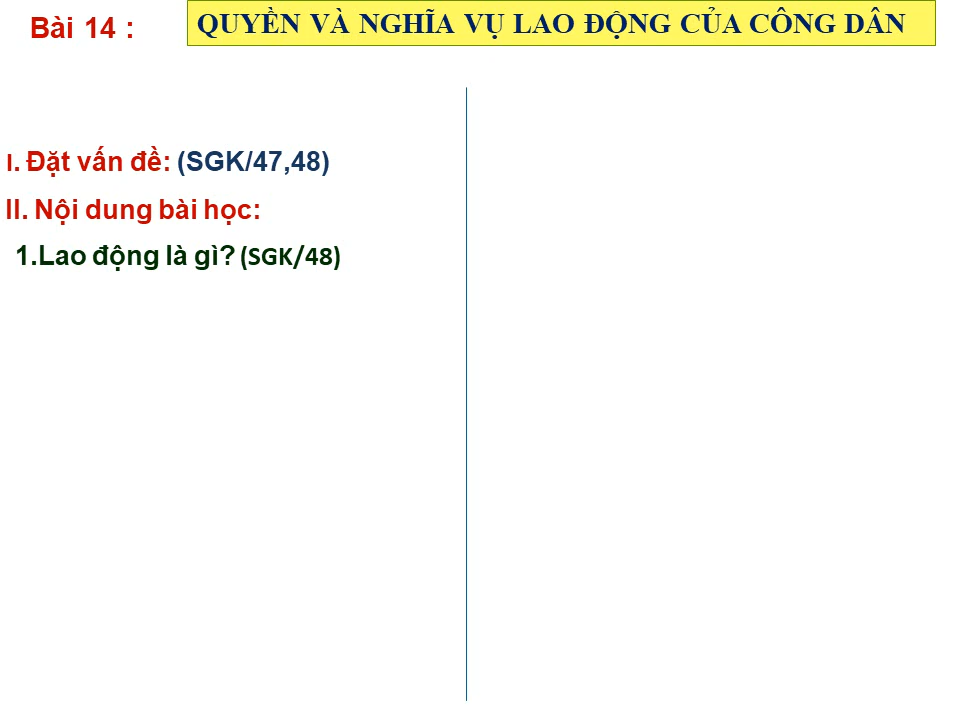 Bài 14 :
QUYỀN VÀ NGHĨA VỤ LAO ĐỘNG CỦA CÔNG DÂN
I. Đặt vấn đề: (SGK/47,48)
II. Nội dung bài học:
1.Lao động là gì? (SGK/48)